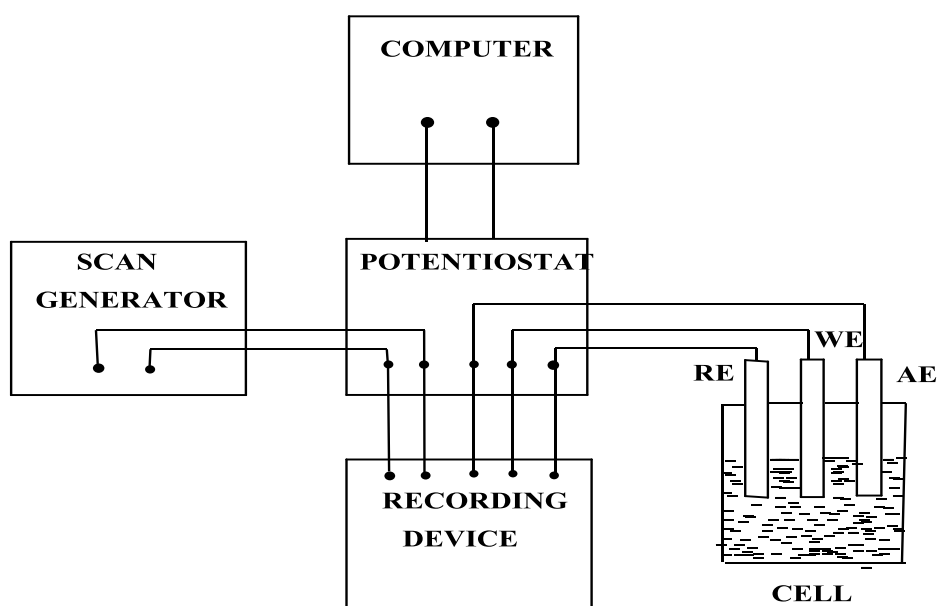 COMPUTER
SCAN
GENERATOR
POTENTIOSTAT
WE
RE
AE
RECORDING
DEVICE
CELL